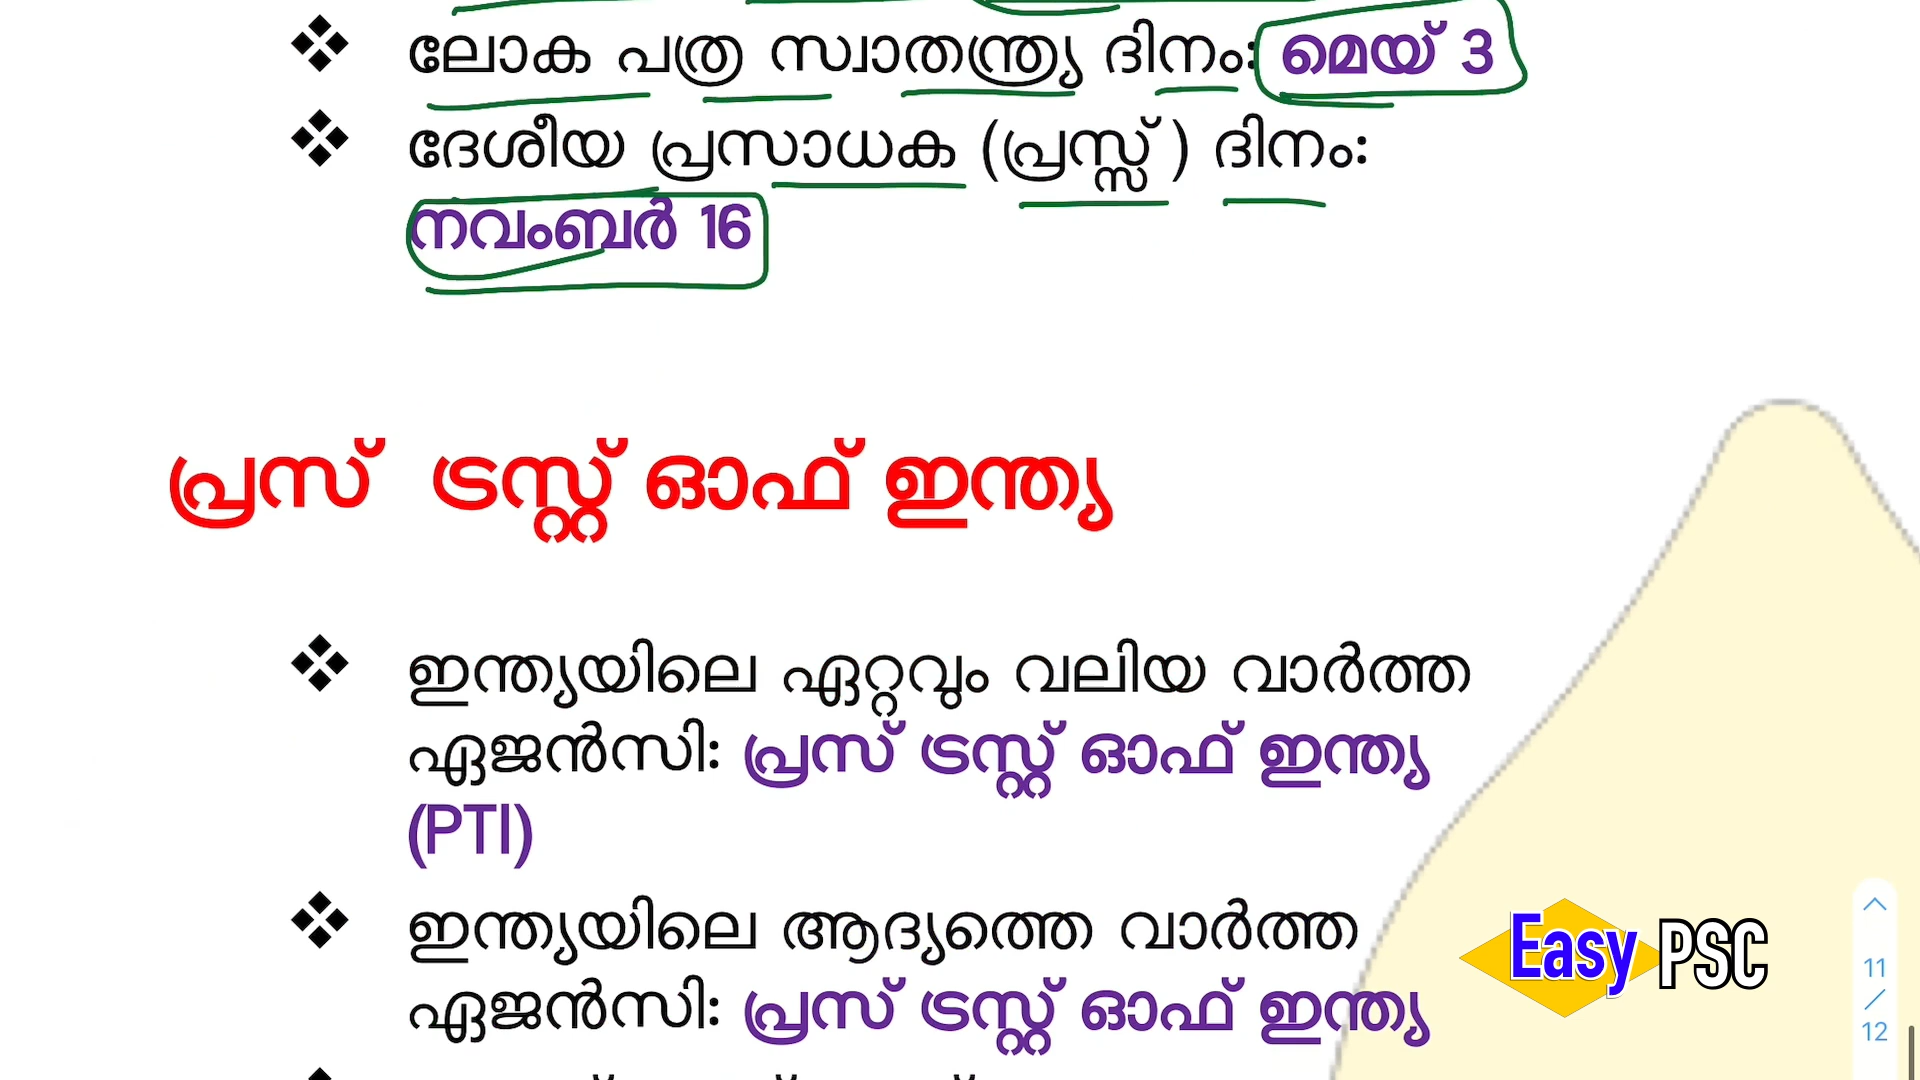 ലോക പത്ര സ്വാതന്ത്ര്യ ദിനം: മെയ് 3
ദേശീയ പ്രസാധക (പ്രസ്സ് ) ദിനം:
നവംബർ 16
പ്രസ് ട്രസ്റ്റ് ഓഫ് ഇന്ത്യ
ഇന്ത്യയിലെ ഏറ്റവും വലിയ വാർത്ത
ഏജൻസി: പ്രസ് ട്രസ്റ്റ് ഓഫ് ഇന്ത്യ
(PTI)
ഇന്ത്യയിലെ ആദ്യത്തെ വാർത്ത
ഏജൻസി: പ്രസ് ട്രസ്റ്റ് ഓഫ് ഇന്ത്യ
Easy PSC
11
/
12